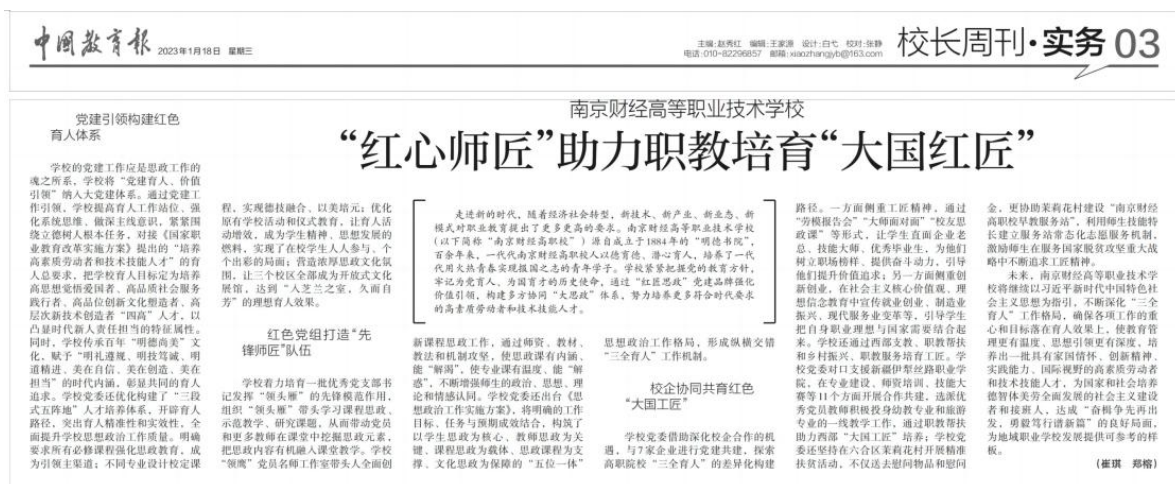 中国教育报 2023年1月18日 星期三
主编:赵秀红 编辑:王家源 设计:白弋 校对:张静
电话:010-82296857 邮箱:xiaozhangjyb@163.com
校长周刊·实务 03
南京财经高等职业技术学校
“红心师匠”助力职教培育“大国红匠”
走进新的时代，随着经济社会转型，新技术、新产业、新业态、新
模式对职业教育提出了更多更高的要求。南京财经高等职业技术学校
（以下简称“南京财经高职校”）源自成立于1884年的“明德书院”，
百余年来，一代代南京财经高职校人以德育德、潜心育人，培养了一代
代用火热青春实现报国之志的青年学子。学校紧紧把握党的教育方针，
牢记为党育人、为国育才的历史使命，通过“红匠思政”党建品牌强化
价值引领，构建多方协同“大思政”体系，努力培养更多符合时代要求
的高素质劳动者和技术技能人才。
党建引领构建红色
育人体系
学校的党建工作应是思政工作的
魂之所系，学校将“党建育人、价值
引领”纳入大党建体系。通过党建工
作引领，学校提高育人工作站位、强
化系统思维、做深主线意识，紧紧围
绕立德树人根本任务，对接《国家职
业教育改革实施方案》提出的“培养
高素质劳动者和技术技能人才”的育
人总要求，把学校育人目标定为培养
高思想觉悟爱国者、高品质社会服务
践行者、高品位创新文化塑造者、高
层次新技术创造者“四高”人才，以
凸显时代新人责任担当的特征属性。
同时，学校传承百年“明德尚美”文
化，赋予“明礼遵规、明技笃诚、明
道精进、美在自信、美在创造、美在
担当”的时代内涵，彰显共同的育人
追求。学校党委还优化构建了“三段
式五阵地”人才培养体系，开辟育人
路径，突出育人精准性和实效性，全
面提升学校思想政治工作质量。明确
要求所有必修课程强化思政教育，成
为引领主渠道；不同专业设计校定课
程，实现德技融合、以美培元；优化
原有学校活动和仪式教育，让育人活
动增效，成为学生精神、思想发展的
燃料，实现了在校学生人人参与、个
个出彩的局面；营造浓厚思政文化氛
围，让三个校区全部成为开放式文化
展馆，达到“人芝兰之室，久而自
芳”的理想育人效果。
红色党组打造“先
锋师匠”队伍
学校着力培育一批优秀党支部书
记发挥“领头雁”的先锋模范作用，
组织“领头雁”带头学习课程思政、
示范教学、研究课题，从而带动党员
和更多教师在课堂中挖掘思政元素，
把思政内容有机融人课堂教学。学校
“领鹰”党员名师工作室带头人全面创
新课程思政工作，通过师资、教材、
教法和机制攻坚，使思政课有内涵、
能“解渴”，使专业课有温度、能“解
惑”，不断增强师生的政治、思想、理
论和情感认同。学校党委还出台《思
想政治工作实施方案》，将明确的工作
目标、任务与预期成效结合，构筑了
以学生思政为核心、教师思政为关
键、课程思政为载体、思政课程为支
撑、文化思政为保障的“五位一体”
思想政治工作格局，形成纵横交错
“三全育人”工作机制。
校企协同共育红色
“大国工匠”
学校党委借助深化校企合作的机
遇，与7家企业进行党建共建，探索
高职院校“三全育人”的差异化构建
路径。一方面侧重工匠精神，通过
“劳模报告会”“大师面对面”“校友思
政课”等形式，让学生直面企业老
总、技能大师、优秀毕业生，为他们
树立职场榜样、提供奋斗动力，引导
他们提升价值追求；另一方面侧重创
新创业，在社会主义核心价值观、理
想信念教育中宣传就业创业、制造业
振兴、现代服务业变革等，引导学生
把自身职业理想与国家需要结合起
来。学校还通过西部支教、职教帮扶
和乡村振兴、职教服务培育工匠。学
校党委对口支援新疆伊犁丝路职业学
院，在专业建设、师资培训、技能大
赛等11个方面开展合作共建，选派优
秀党员教师积极投身幼教专业和旅游
专业的一线教学工作，通过职教帮扶
助力西部“大国工匠”培养；学校党
委还坚持在六合区茉莉花村开展精准
扶贫活动，不仅送去慰问物品和慰问
金，更协助茉莉花村建设“南京财经
高职校早教服务站”，利用师生技能特
长建立服务站常态化志愿服务机制，
激励师生在服务国家脱贫攻坚重大战
略中不断追求工匠精神。
未来，南京财经高等职业技术学
校将继续以习近平新时代中国特色社
会主义思想为指引，不断深化“三全
育人”工作格局，确保各项工作的重
心和目标落在育人效果上，使教育管
理更有温度、思想引领更有深度，培
养出一批具有家国情怀、创新精神、
实践能力、国际视野的高素质劳动者
和技术技能人才，为国家和社会培养
德智体美劳全面发展的社会主义建设
者和接班人，达成“奋楫争先再出
发，勇毅笃行谱新篇”的良好局面，
为地域职业学校发展提供可参考的样
板。
（崔琪 郑榕）